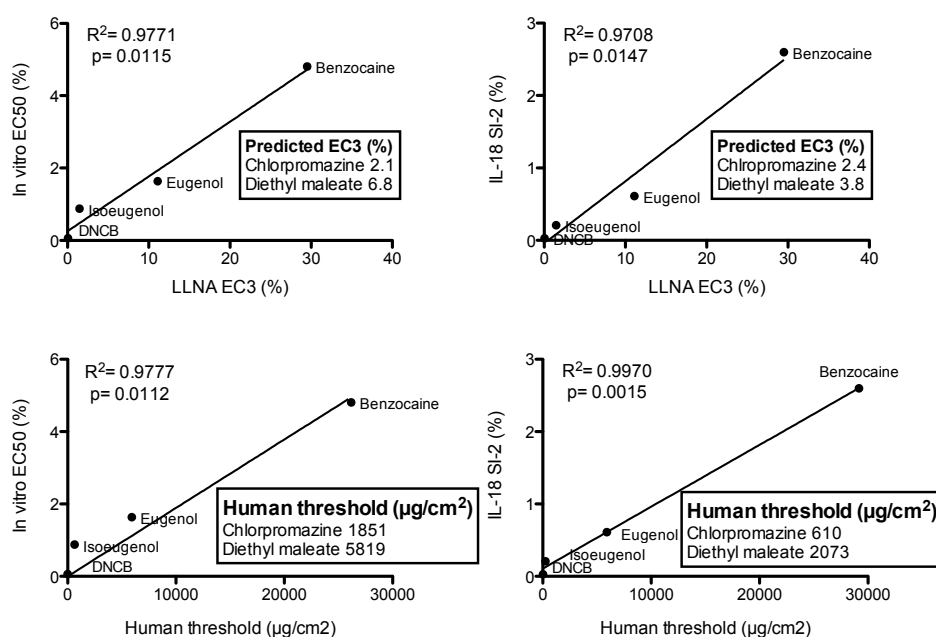 R²= 0.9771
p= 0.0115
In vitro EC50 (%)
6
4
2
0
Benzocaine
Eugenol
Isoeugenol
DNCB
Predicted EC3 (%)
Chlorpromazine 2.1
Diethyl maleate 6.8
0
10
20
30
40
LLNA EC3 (%)
R²= 0.9708
p= 0.0147
IL-18 SI-2 (%)
3
2
1
0
Benzocaine
Eugenol
Isoeugenol
DNCB
Predicted EC3 (%)
Chlropromazine 2.4
Diethyl maleate 3.8
0
10
20
30
40
LLNA EC3 (%)
R²= 0.9777
p= 0.0112
In vitro EC50 (%)
6
4
2
0
Benzocaine
Eugenol
Isoeugenol
DNCB
Human threshold (µg/cm²)
Chlorpromazine 1851
Diethyl maleate 5819
0
10000
20000
30000
Human threshold (µg/cm2)
R²= 0.9970
p= 0.0015
IL-18 SI-2 (%)
3
2
1
0
Benzocaine
Eugenol
Isoeugenol
DNCB
Human threshold (µg/cm²)
Chlorpromazine 610
Diethyl maleate 2073
0
10000
20000
30000
Human threshold (µg/cm2)